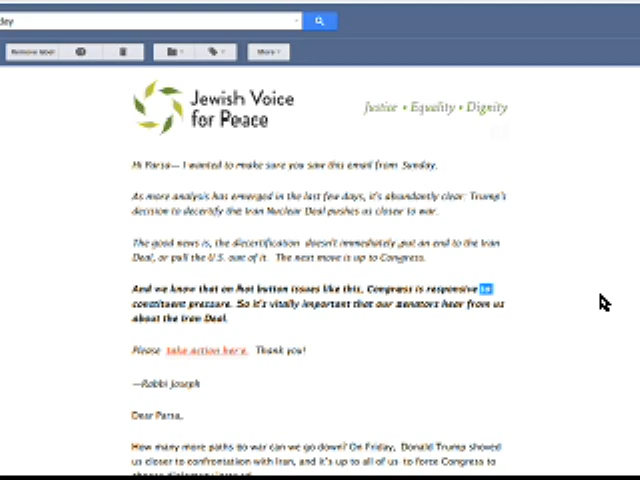 day
Remove label
More
Jewish Voice
for Peace
Justice • Equality • Dignity
Hi Parsa— I wanted to make sure you saw this email from Sunday.
As more analysis has emerged in the last few days, it's abundantly clear: Trump's
decision to decertify the Iran Nuclear Deal pushes us closer to war.
The good news is, the decertification doesn't immediately put an end to the Iran
Deal, or pull the U.S. out of it. The next move is up to Congress.
And we know that on hot button issues like this, Congress is responsive to
constituent pressure. So it's vitally important that our senators hear from us
about the Iran Deal.
Please take action here. Thank you!
—Rabbi Joseph
Dear Parsa,
How many more paths to war can we go down? On Friday, Donald Trump shoved
us closer to confrontation with Iran, and it's up to all of us to force Congress to